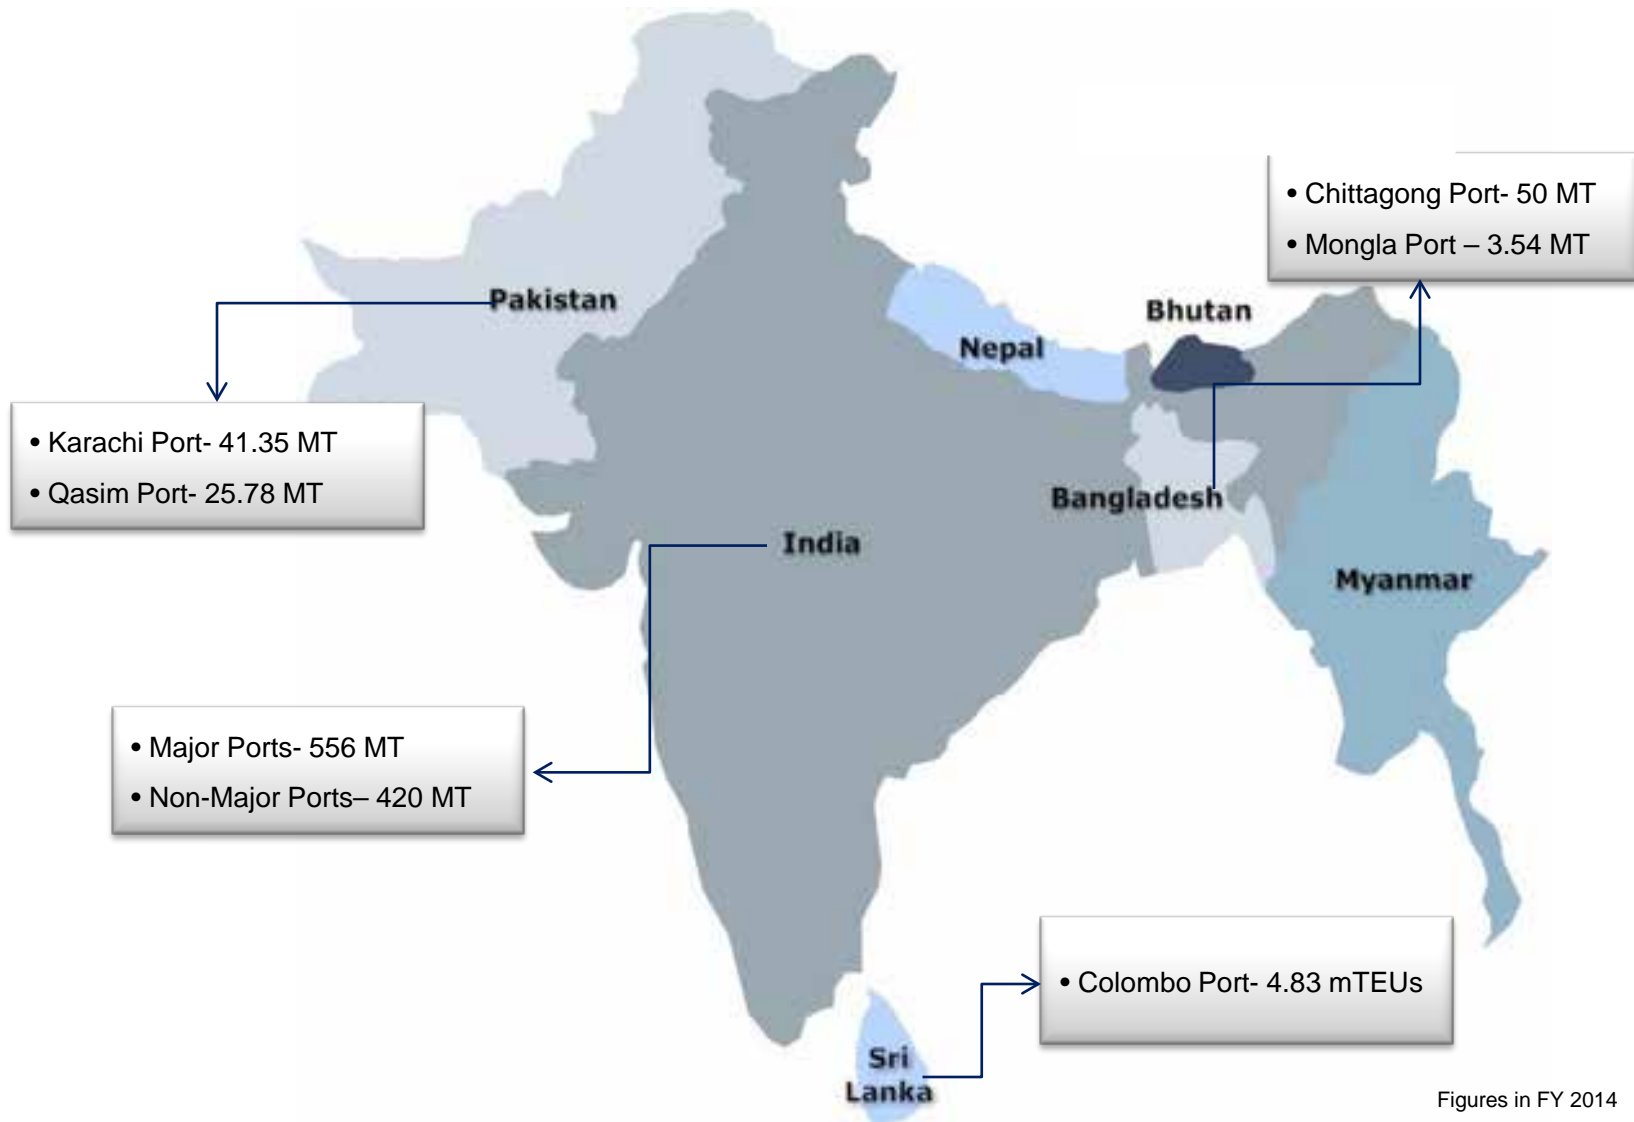 • Chittagong Port- 50 MT
• Mongla Port – 3.54 MT
Pakistan
Bhutan
Nepal
• Karachi Port- 41.35 MT
• Qasim Port- 25.78 MT
Bangladesh
India
Myanmar
• Major Ports- 556 MT
• Non-Major Ports– 420 MT
• Colombo Port- 4.83 mTEUs
Sri
Lanka
Figures in FY 2014